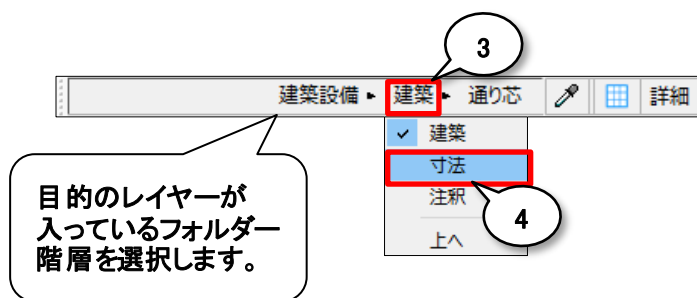 3
建築設備 ▸ 建築 ▸ 通り芯 詳細
✓ 建築
寸法
注釈
上へ
4
目的のレイヤーが
入っているフォルダー
階層を選択します。